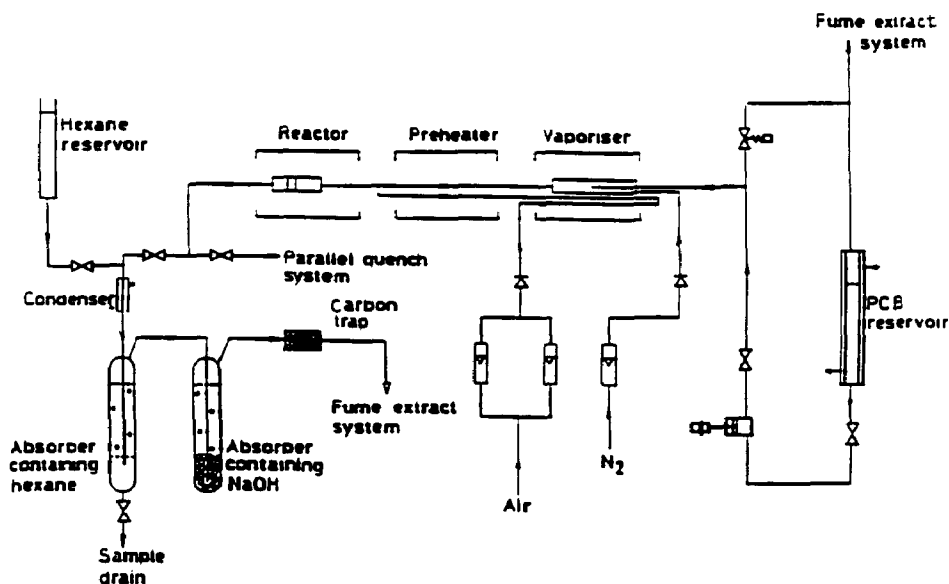 Fume extract
system
Hexane
reservoir
Reactor
Preheater
Vaporiser
Parallel quench
system
Condenser
Carbon
trap
PCB
reservoir
Fume extract
system
Absorber
containing
hexane
Absorber
containing
NaOH
N2
Air
Sample
drain